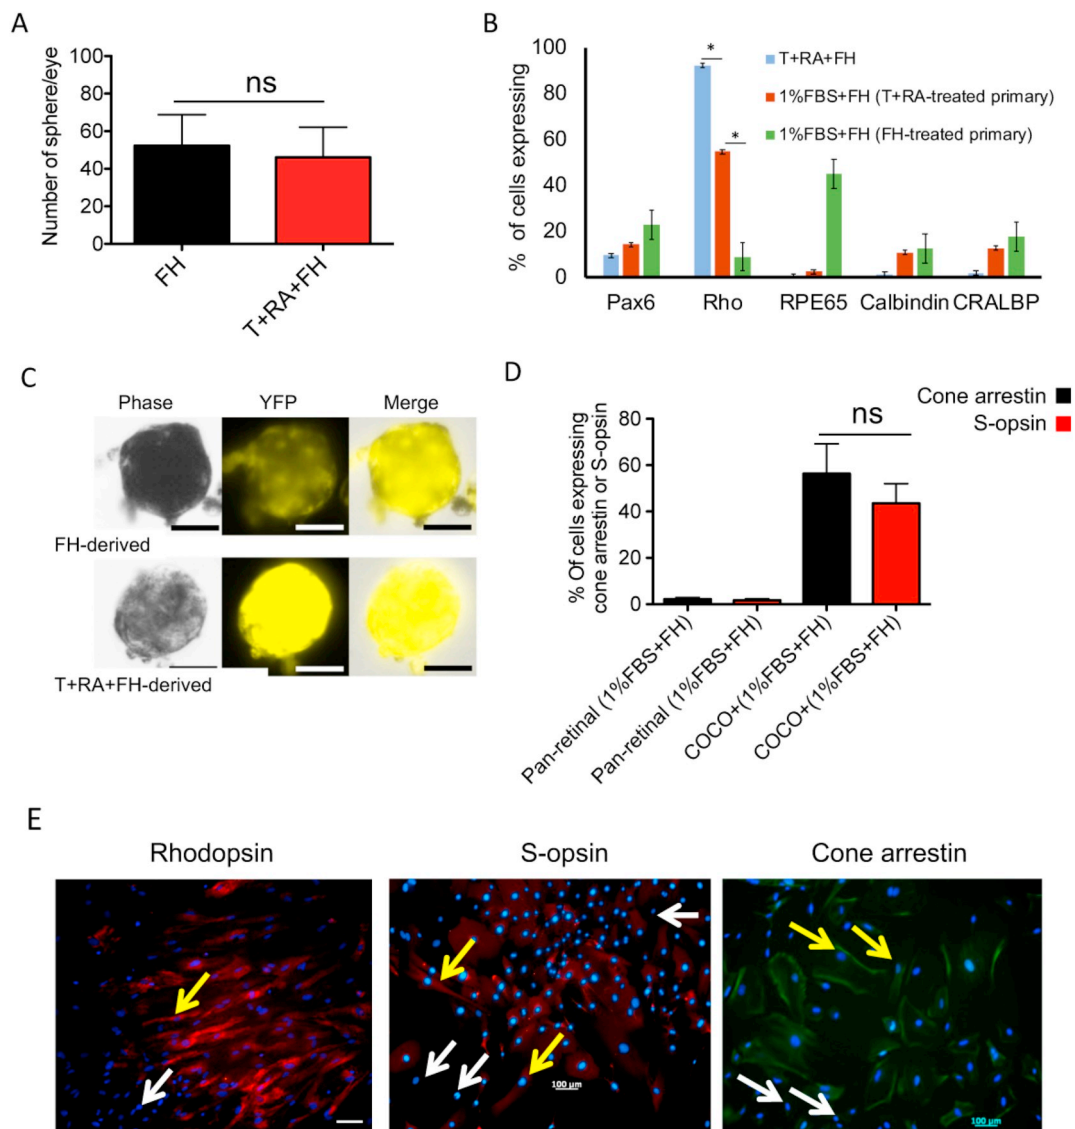 A
Number of sphere/eye
100
80
60
40
20
0
ns
FH
T+RA+FH
B
% of cells expressing
100
80
60
40
20
0
*
*
T+RA+FH
1%FBS+FH (T+RA-treated primary)
1%FBS+FH (FH-treated primary)
Pax6
Rho
RPE65
Calbindin
CRALBP
C
Phase
YFP
Merge
FH-derived
T+RA+FH-derived
D
Cone arrestin
S-opsin
% Of cells expressing
cone arrestin or S-opsin
80
60
40
20
0
ns
Pan-retinal (1%FBS+FH)
Pan-retinal (1%FBS+FH)
COCO+(1%FBS+FH)
COCO+(1%FBS+FH)
E
Rhodopsin
S-opsin
Cone arrestin
100 µm
100 µm